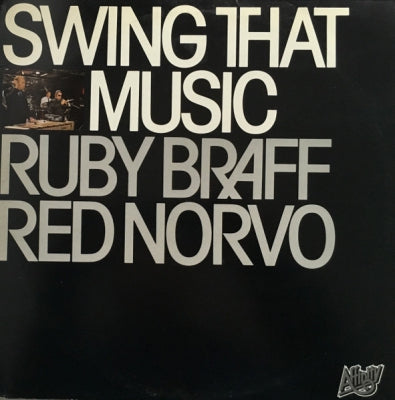 SWING THAT
MUSIC
RUBY BRAFF
RED NORVO
Affinity